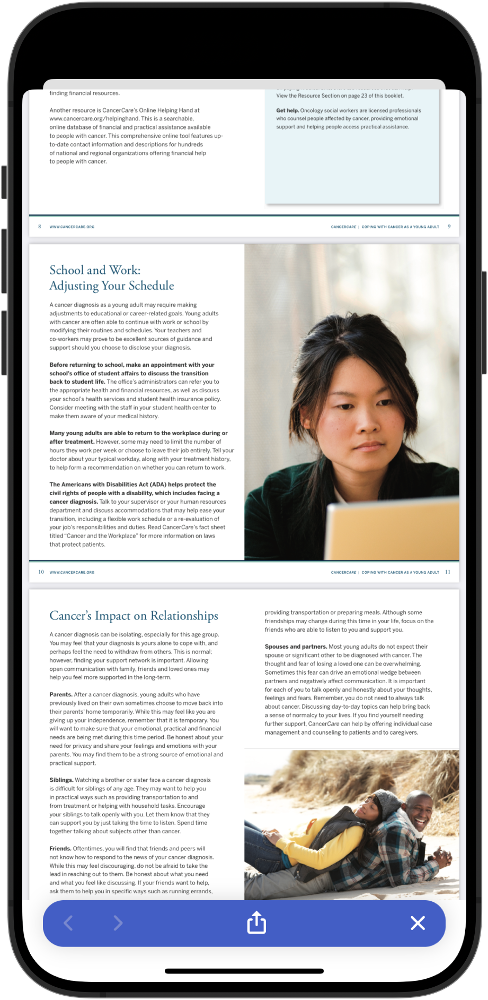 finding financial resources.
Another resource is CancerCare's Online Helping Hand at
www.cancercare.org/helpinghand. This is a searchable,
online database of financial and practical assistance available
to people with cancer. This comprehensive online tool features up-
to-date contact information and descriptions for hundreds
of national and regional organizations offering financial help
to people with cancer.
View the Resource Section on page 23 of this booklet.
Get help. Oncology social workers are licensed professionals
who counsel people affected by cancer, providing emotional
support and helping people access practical assistance.
8 WWW.CANCERCARE.ORG
CANCERCARE | COPING WITH CANCER AS A YOUNG ADULT 9
School and Work:
Adjusting Your Schedule
A cancer diagnosis as a young adult may require making
adjustments to educational or career-related goals. Young adults
with cancer are often able to continue with work or school by
modifying their routines and schedules. Your teachers and
co-workers may prove to be excellent sources of guidance and
support should you choose to disclose your diagnosis.
Before returning to school, make an appointment with your
school's office of student affairs to discuss the transition
back to student life. The office's administrators can refer you to
the appropriate health and financial resources, as well as discuss
your school's health services and student health insurance policy.
Consider meeting with the staff in your student health center to
make them aware of your medical history.
Many young adults are able to return to the workplace during or
after treatment. However, some may need to limit the number of
hours they work per week or choose to leave their job entirely. Tell your
doctor about your typical workday, along with your treatment history,
to help form a recommendation on whether you can return to work.
The Americans with Disabilities Act (ADA) helps protect the
civil rights of people with a disability, which includes facing a
cancer diagnosis. Talk to your supervisor or your human resources
department and discuss accommodations that may help ease your
transition, including a flexible work schedule or a re-evaluation of
your job's responsibilities and duties. Read CancerCare's fact sheet
titled "Cancer and the Workplace" for more information on laws
that protect patients.
10 WWW.CANCERCARE.ORG
CANCERCARE | COPING WITH CANCER AS A YOUNG ADULT 11
Cancer's Impact on Relationships
A cancer diagnosis can be isolating, especially for this age group.
You may feel that your diagnosis is yours alone to cope with, and
perhaps feel the need to withdraw from others. This is normal;
however, finding your support network is important. Allowing
open communication with family, friends and loved ones may
help you feel more supported in the long-term.
Parents. After a cancer diagnosis, young adults who have
previously lived on their own sometimes choose to move back into
their parents' home temporarily. While this may feel like you are
giving up your independence, remember that it is temporary. You
will want to make sure that your emotional, practical and financial
needs are being met during this time period. Be honest about your
need for privacy and share your feelings and emotions with your
parents. You may find them to be a strong source of emotional and
practical support.
Siblings. Watching a brother or sister face a cancer diagnosis
is difficult for siblings of any age. They may want to help you
in practical ways such as providing transportation to and
from treatment or helping with household tasks. Encourage
your siblings to talk openly with you. Let them know that they
can support you by just taking the time to listen. Spend time
together talking about subjects other than cancer.
Friends. Oftentimes, you will find that friends and peers will
not know how to respond to the news of your cancer diagnosis.
While this may feel discouraging, do not be afraid to take the
lead in reaching out to them. Be honest about what you need
and what you feel like discussing. If your friends want to help,
ask them to help you in specific ways such as running errands,
providing transportation or preparing meals. Although some
friendships may change during this time in your life, focus on the
friends who are able to listen to you and support you.
Spouses and partners. Most young adults do not expect their
spouse or significant other to be diagnosed with cancer. The
thought and fear of losing a loved one can be overwhelming.
Sometimes this fear can drive an emotional wedge between
partners and negatively affect communication. It is important
for each of you to talk openly and honestly about your thoughts,
feelings and fears. Remember, you do not need to always talk
about cancer. Discussing day-to-day topics can help bring back
a sense of normalcy to your lives. If you find yourself needing
further support, CancerCare can help by offering individual case
management and counseling to patients and to caregivers.